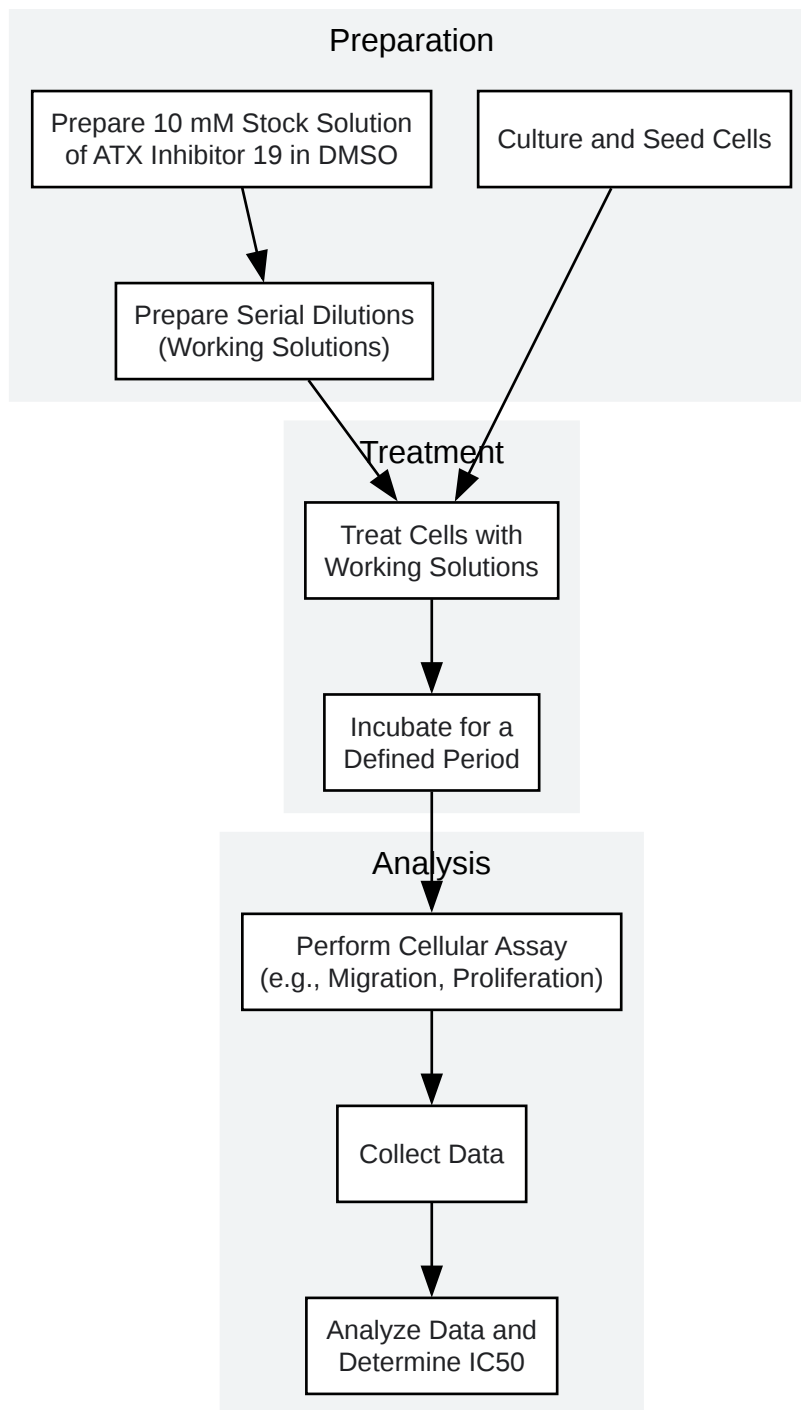 Preparation
Prepare 10 mM Stock Solution
of ATX Inhibitor 19 in DMSO
Culture and Seed Cells
Prepare Serial Dilutions
(Working Solutions)
Treatment
Treat Cells with
Working Solutions
Incubate for a
Defined Period
Analysis
Perform Cellular Assay
(e.g., Migration, Proliferation)
Collect Data
Analyze Data and
Determine IC50